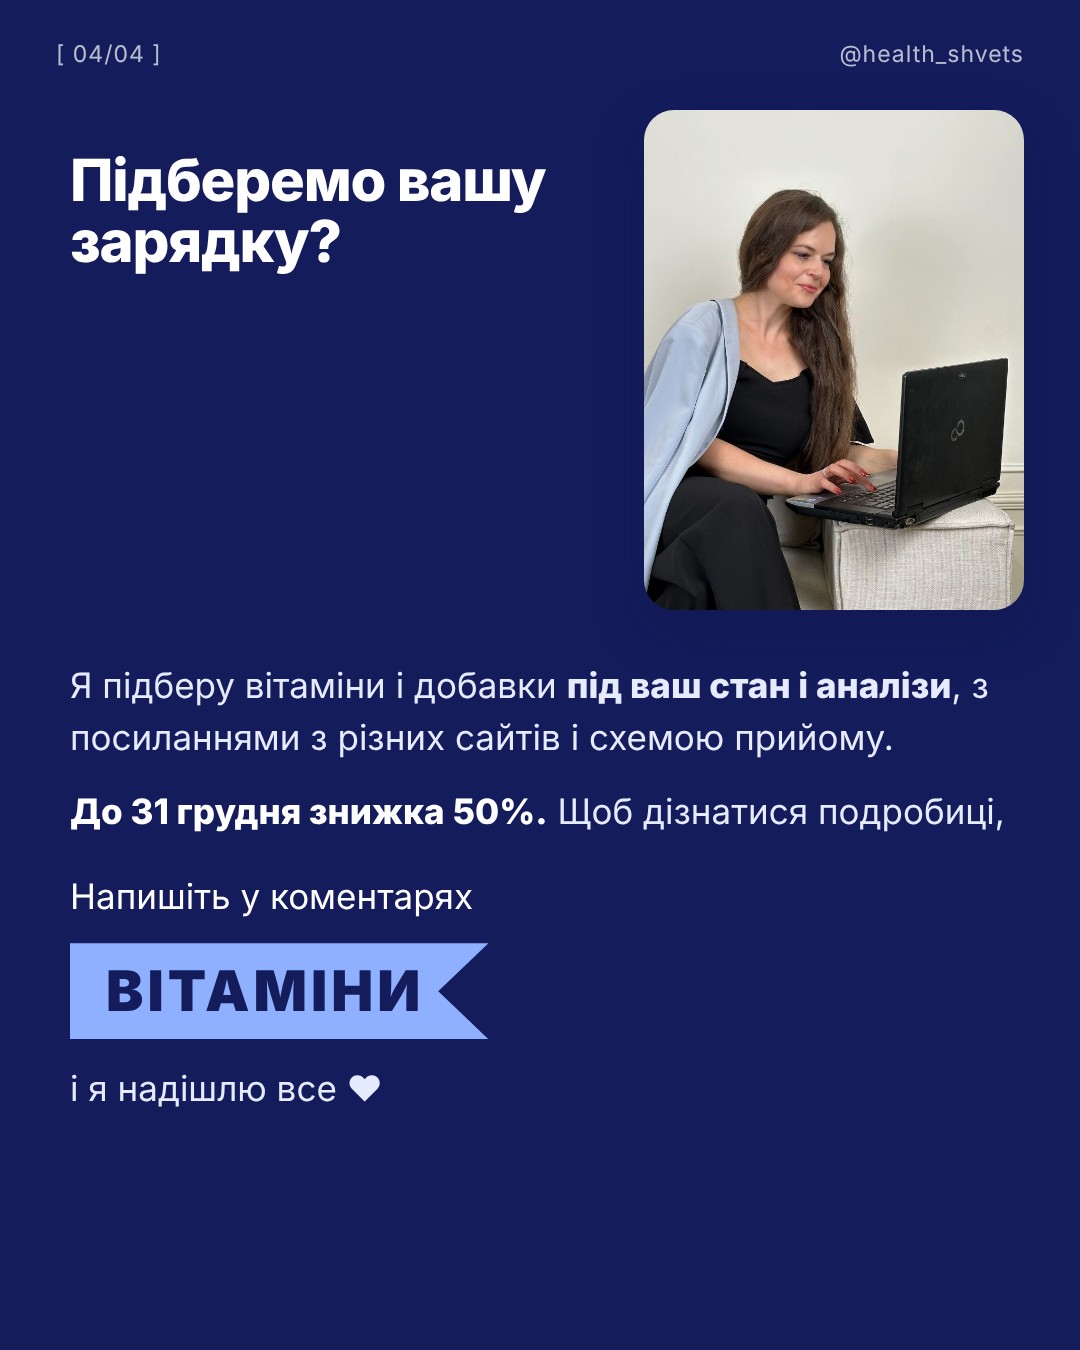 [ 04/04 ]
@health_shvets
Підберемо вашу
зарядку?
Я підберу вітаміни і добавки під ваш стан і аналізи, з
посиланнями з різних сайтів і схемою прийому.
До 31 грудня знижка 50%. Щоб дізнатися подробиці,
Напишіть у коментарях
ВІТАМІНИ
і я надішлю все ♥